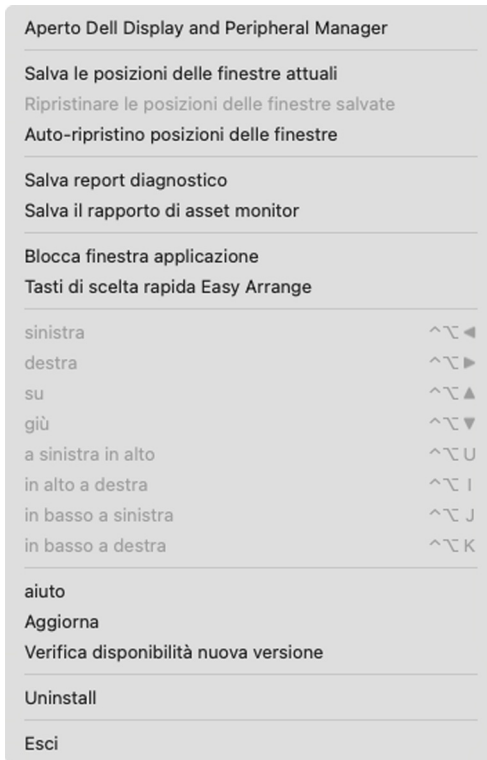 Aperto Dell Display and Peripheral Manager
Salva le posizioni delle finestre attuali
Ripristinare le posizioni delle finestre salvate
Auto-ripristino posizioni delle finestre
Salva report diagnostico
Salva il rapporto di asset monitor
Blocca finestra applicazione
Tasti di scelta rapida Easy Arrange
sinistra ^⌥◀
destra ^⌥▶
su ^⌥▲
giù ^⌥▼
a sinistra in alto ^⌥U
in alto a destra ^⌥I
in basso a sinistra ^⌥J
in basso a destra ^⌥K
aiuto
Aggiorna
Verifica disponibilità nuova versione
Uninstall
Esci